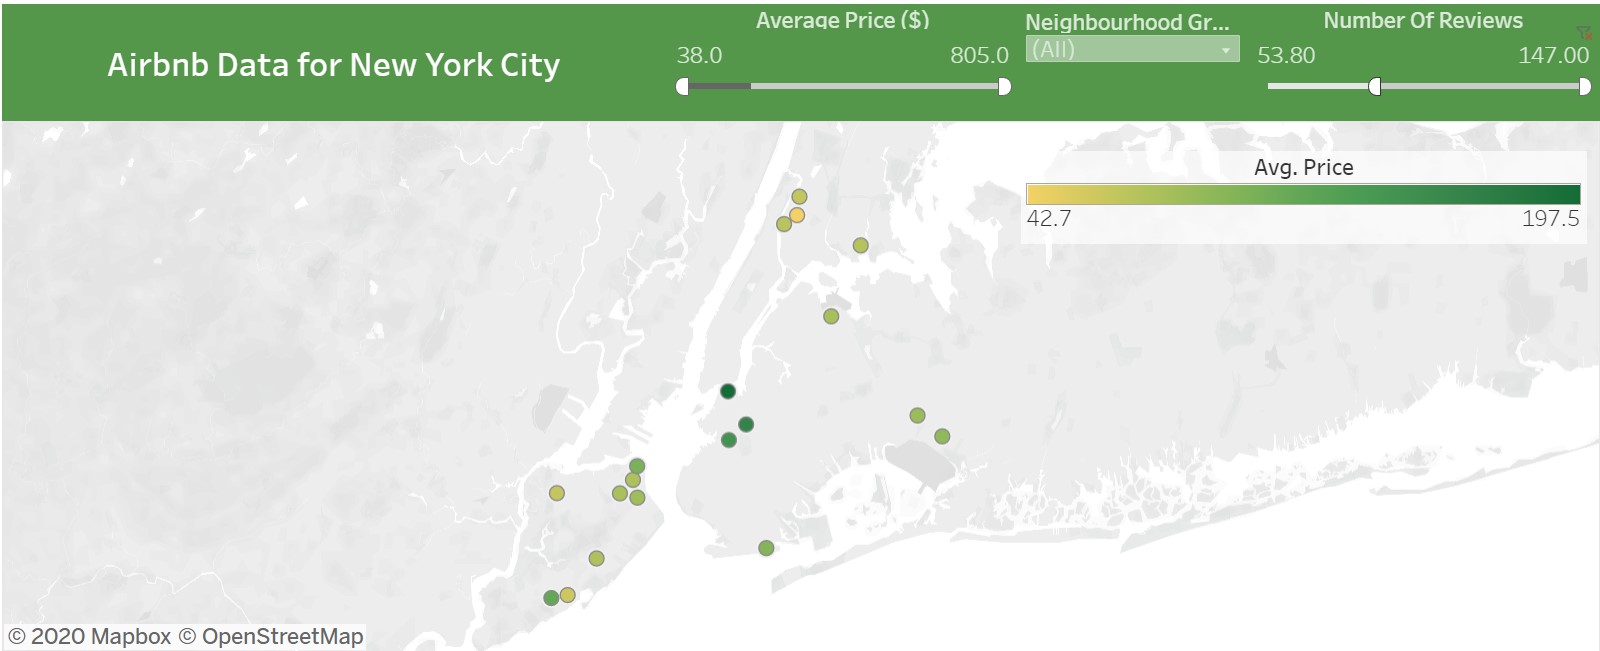 Airbnb Data for New York City
Average Price ($)
38.0 805.0
Neighbourhood Gr...
(All)
Number Of Reviews
53.80 147.00
Avg. Price
42.7 197.5
© 2020 Mapbox © OpenStreetMap